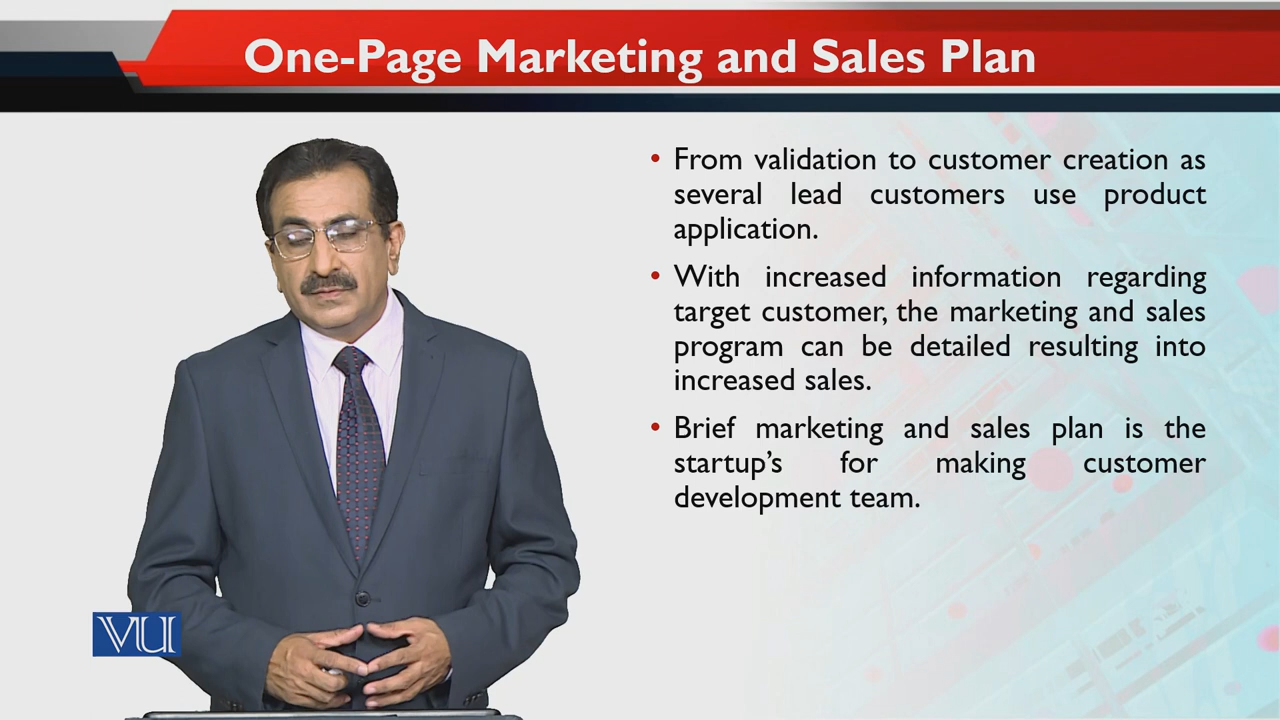 One-Page Marketing and Sales Plan
• From validation to customer creation as
several lead customers use product
application.
• With increased information regarding
target customer, the marketing and sales
program can be detailed resulting into
increased sales.
• Brief marketing and sales plan is the
startup's for making customer
development team.
VU